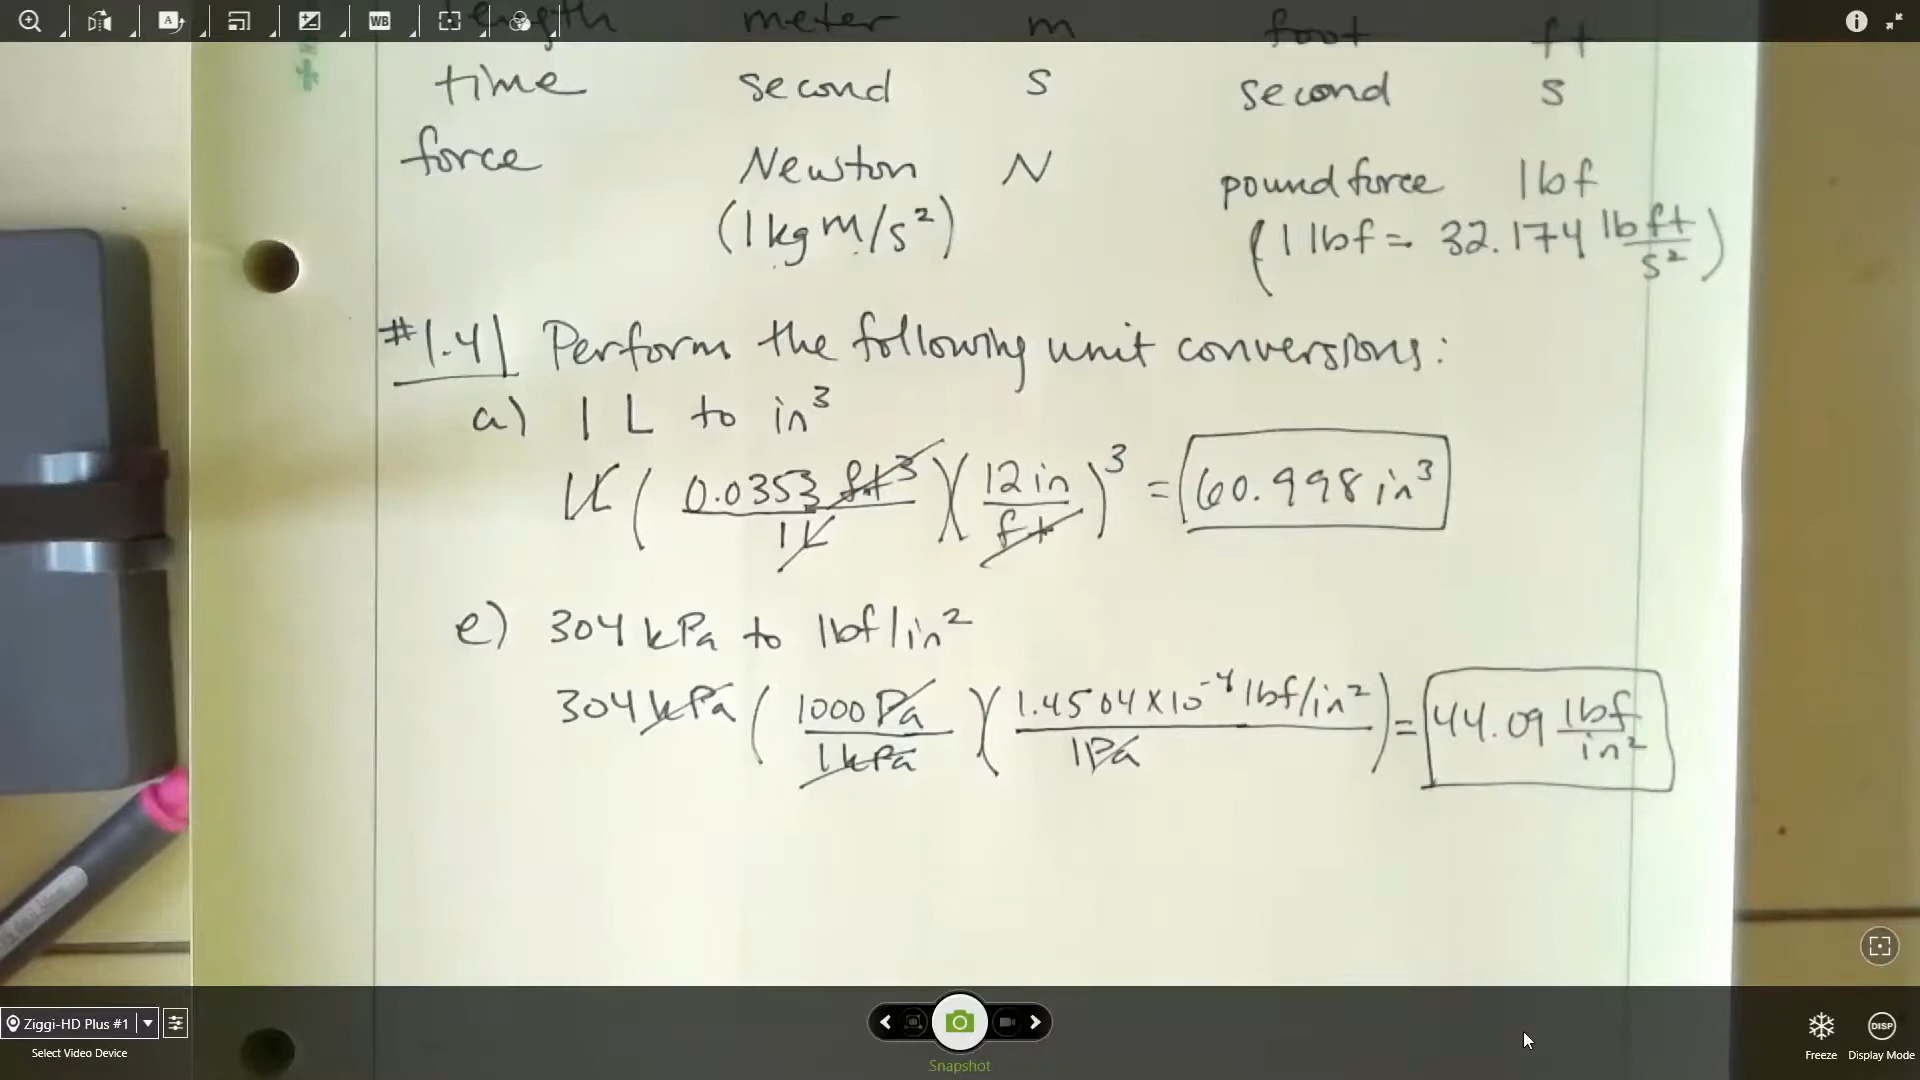 length meter m foot ft
time second s second s
force Newton N pound force lbf
(1 kg m/s²) (1 lbf = 32.174 lb ft/s²)
#1.41 Perform the following unit conversions:
a) 1 L to in³
1L (0.0353 ft³/1L)(12 in/ft)³ = 60.998 in³
e) 304 kPa to lbf/in²
304 kPa (1000 Pa/1 kPa)(1.4504 x 10⁻⁴ lbf/in²/1 Pa) = 44.09 lbf/in²
WB
Ziggi-HD Plus #1
Select Video Device
Snapshot
Freeze
DISP
Display Mode